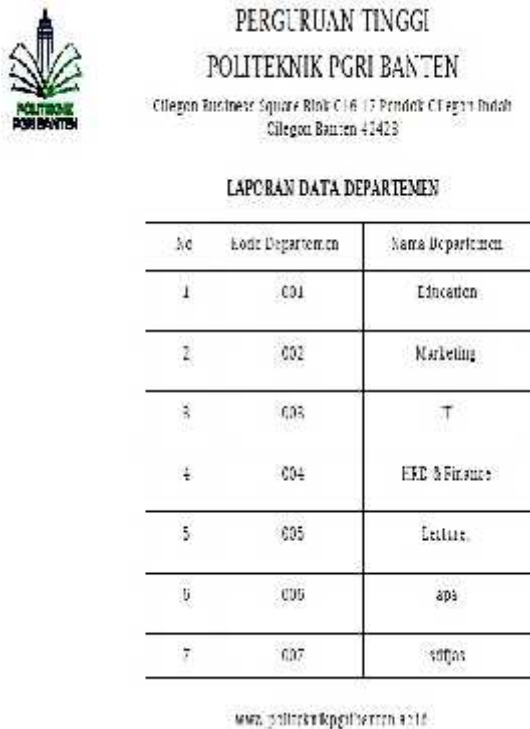 PERGURUAN TINGGI
POLITEKNIK PGRI BANTEN
Cilegon Business Square Blok C16-17 Pondok Cilegon Indah
Cilegon Banten 42423
POLITEKNIK
PGRI BANTEN
LAPORAN DATA DEPARTEMEN
No Kode Departemen Nama Departemen
1 001 Education
2 002 Marketing
3 003 IT
4 004 HRD & Finance
5 005 Lecture
6 006 apa
7 007